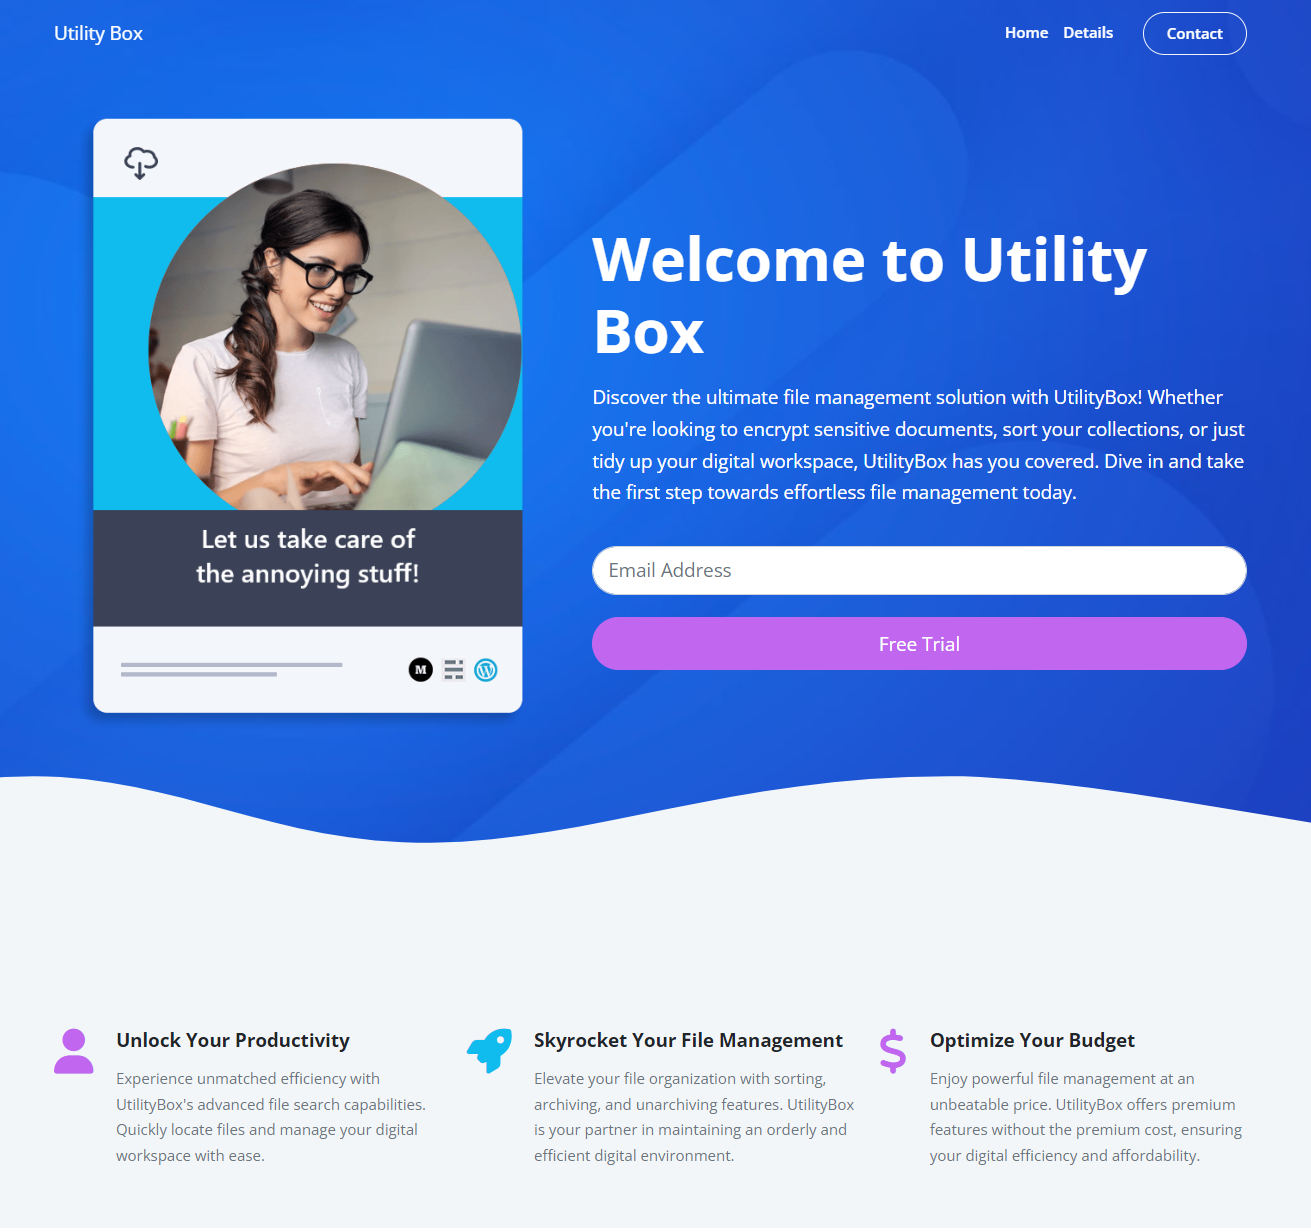 Utility Box
Home Details Contact
Let us take care of
the annoying stuff!
M
Welcome to Utility
Box
Discover the ultimate file management solution with UtilityBox! Whether
you're looking to encrypt sensitive documents, sort your collections, or just
tidy up your digital workspace, UtilityBox has you covered. Dive in and take
the first step towards effortless file management today.
Email Address
Free Trial
Unlock Your Productivity
Experience unmatched efficiency with
UtilityBox's advanced file search capabilities.
Quickly locate files and manage your digital
workspace with ease.
Skyrocket Your File Management
Elevate your file organization with sorting,
archiving, and unarchiving features. UtilityBox
is your partner in maintaining an orderly and
efficient digital environment.
Optimize Your Budget
Enjoy powerful file management at an
unbeatable price. UtilityBox offers premium
features without the premium cost, ensuring
your digital efficiency and affordability.